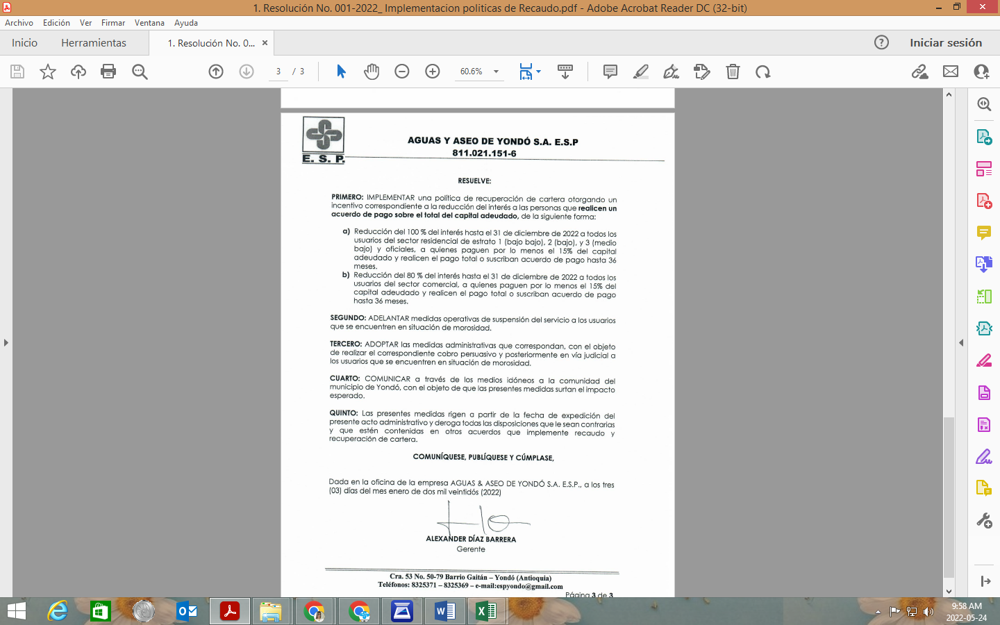 1. Resolución No. 001-2022_ Implementacion politicas de Recaudo.pdf - Adobe Acrobat Reader DC (32-bit)
Archivo Edición Ver Firmar Ventana Ayuda
Inicio Herramientas 1. Resolución No. 0... × Iniciar sesión
3 / 3 60.6%
E. S. P.
AGUAS Y ASEO DE YONDÓ S.A. E.S.P
811.021.151-6
RESUELVE:
PRIMERO: IMPLEMENTAR una política de recuperación de cartera otorgando un
incentivo correspondiente a la reducción del interés a las personas que realicen un
acuerdo de pago sobre el total del capital adeudado, de la siguiente forma:
a) Reducción del 100 % del interés hasta el 31 de diciembre de 2022 a todos los
usuarios del sector residencial de estrato 1 (bajo bajo), 2 (bajo), y 3 (medio
bajo) y oficiales, a quienes paguen por lo menos el 15% del capital
adeudado y realicen el pago total o suscriban acuerdo de pago hasta 36
meses.
b) Reducción del 80 % del interés hasta el 31 de diciembre de 2022 a todos los
usuarios del sector comercial, a quienes paguen por lo menos el 15% del
capital adeudado y realicen el pago total o suscriban acuerdo de pago
hasta 36 meses.
SEGUNDO: ADELANTAR medidas operativas de suspensión del servicio a los usuarios
que se encuentren en situación de morosidad.
TERCERO: ADOPTAR las medidas administrativas que correspondan, con el objeto
de realizar el correspondiente cobro persuasivo y posteriormente en vía judicial a
los usuarios que se encuentren en situación de morosidad.
CUARTO: COMUNICAR a través de los medios idóneos a la comunidad del
municipio de Yondó, con el objeto de que las presentes medidas surtan el impacto
esperado.
QUINTO: Las presentes medidas rigen a partir de la fecha de expedición del
presente acto administrativo y deroga todas las disposiciones que le sean contrarias
y que estén contenidas en otros acuerdos que implemente recaudo y
recuperación de cartera.
COMUNÍQUESE, PUBLÍQUESE Y CÚMPLASE,
Dada en la oficina de la empresa AGUAS & ASEO DE YONDÓ S.A. E.S.P., a los tres
(03) días del mes enero de dos mil veintidós (2022)
ALEXANDER DÍAZ BARRERA
Gerente
Cra. 53 No. 50-79 Barrio Gaitán – Yondó (Antioquia)
Teléfonos: 8325371 – 8325369 – e-mail:espyondo@gmail.com
Página 3 de 3
9:58 AM
2022-05-24